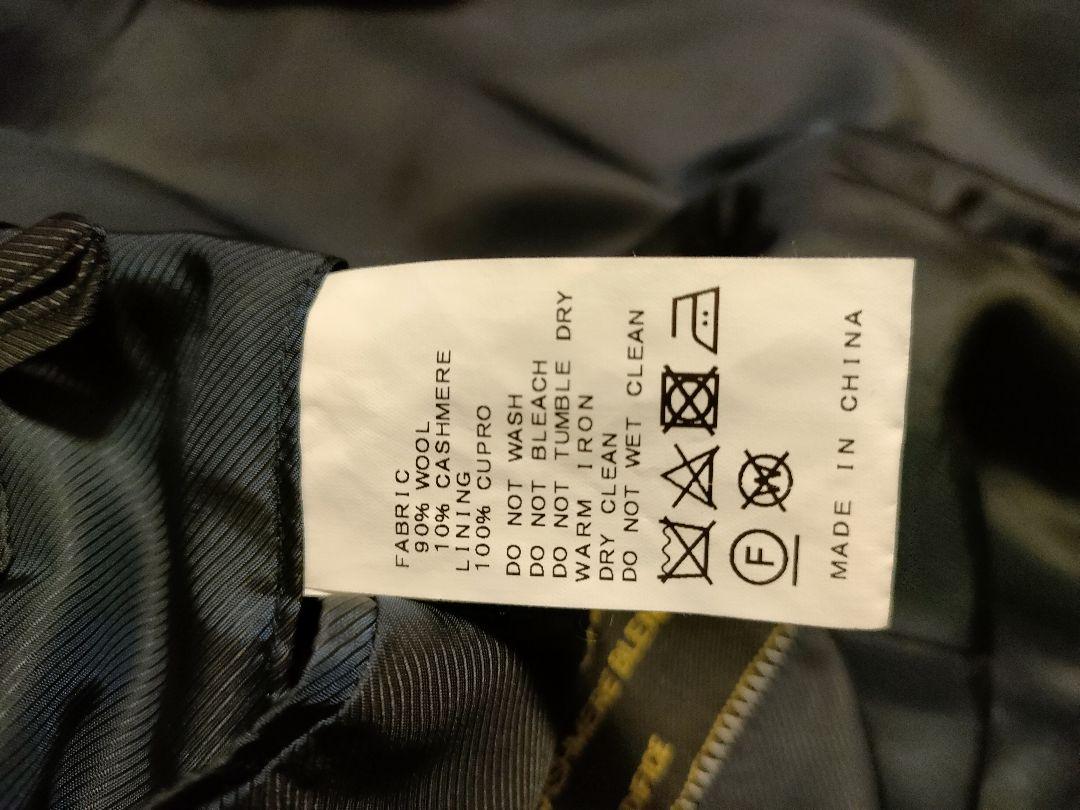 FABRIC
90% WOOL
10% CASHMERE
LINING
100% CUPRO
DO NOT WASH
DO NOT BLEACH
DO NOT TUMBLE DRY
WARM IRON
DRY CLEAN
DO NOT WET CLEAN
F W
MADE IN CHINA